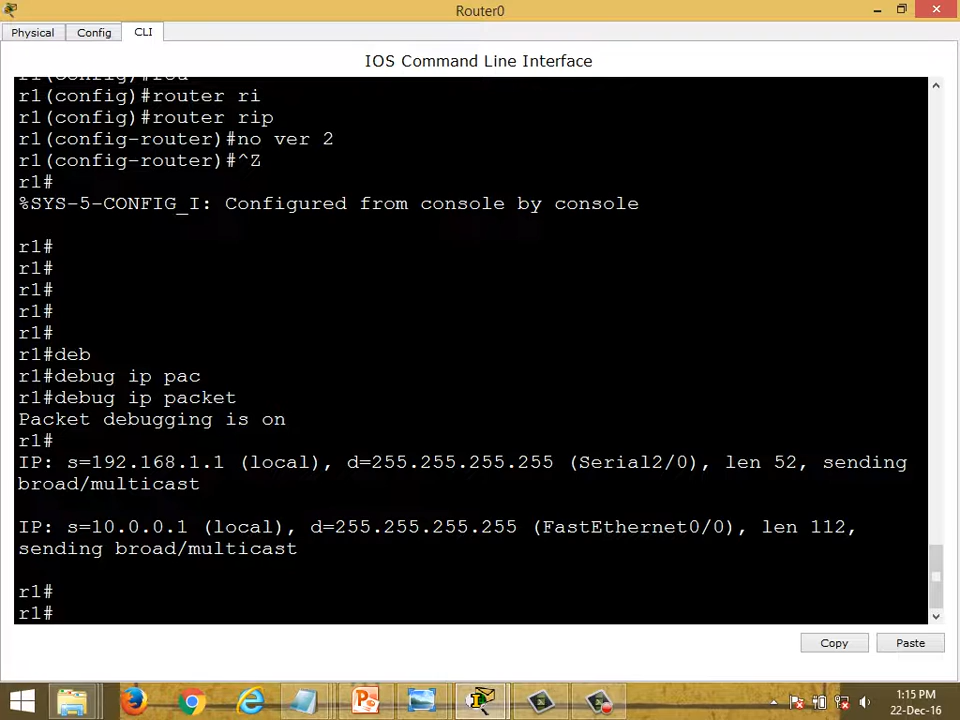 Router0
Physical Config CLI
IOS Command Line Interface
r1(config)#rou
r1(config)#router ri
r1(config)#router rip
r1(config-router)#no ver 2
r1(config-router)#^Z
r1#
%SYS-5-CONFIG_I: Configured from console by console
r1#
r1#
r1#
r1#
r1#
r1#deb
r1#debug ip pac
r1#debug ip packet
Packet debugging is on
r1#
IP: s=192.168.1.1 (local), d=255.255.255.255 (Serial2/0), len 52, sending
broad/multicast
IP: s=10.0.0.1 (local), d=255.255.255.255 (FastEthernet0/0), len 112,
sending broad/multicast
r1#
r1#
Copy Paste
1:15 PM
22-Dec-16